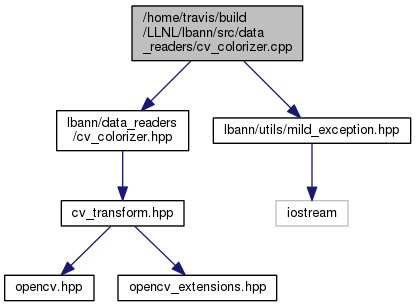 /home/travis/build
/LLNL/lbann/src/data
_readers/cv_colorizer.cpp
lbann/data_readers
/cv_colorizer.hpp
lbann/utils/mild_exception.hpp
cv_transform.hpp
iostream
opencv.hpp
opencv_extensions.hpp